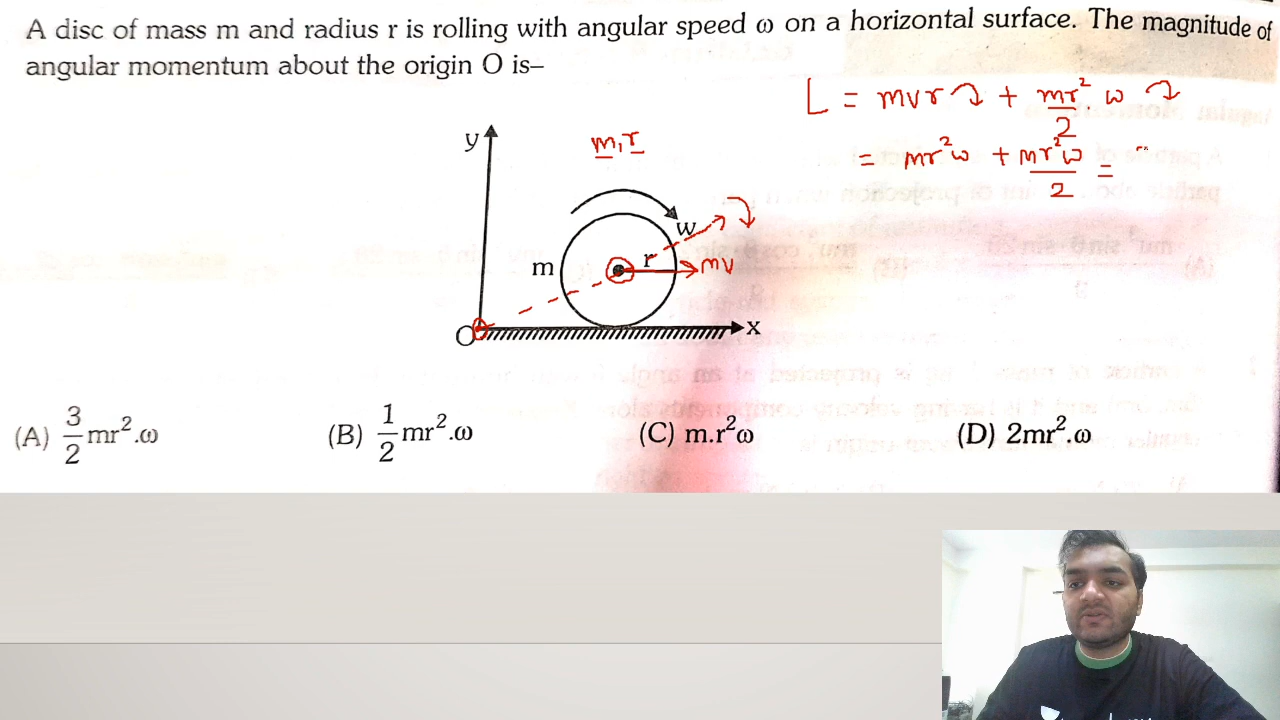 A disc of mass m and radius r is rolling with angular speed ω on a horizontal surface. The magnitude of
angular momentum about the origin O is–
L = mvr ⤵ + mr²/2 . ω ⤵
= mr²ω + mr²ω/2 =
y
m, r
w
m
r
mv
O
x
(A) 3/2 mr².ω (B) 1/2 mr².ω (C) m.r²ω (D) 2mr².ω